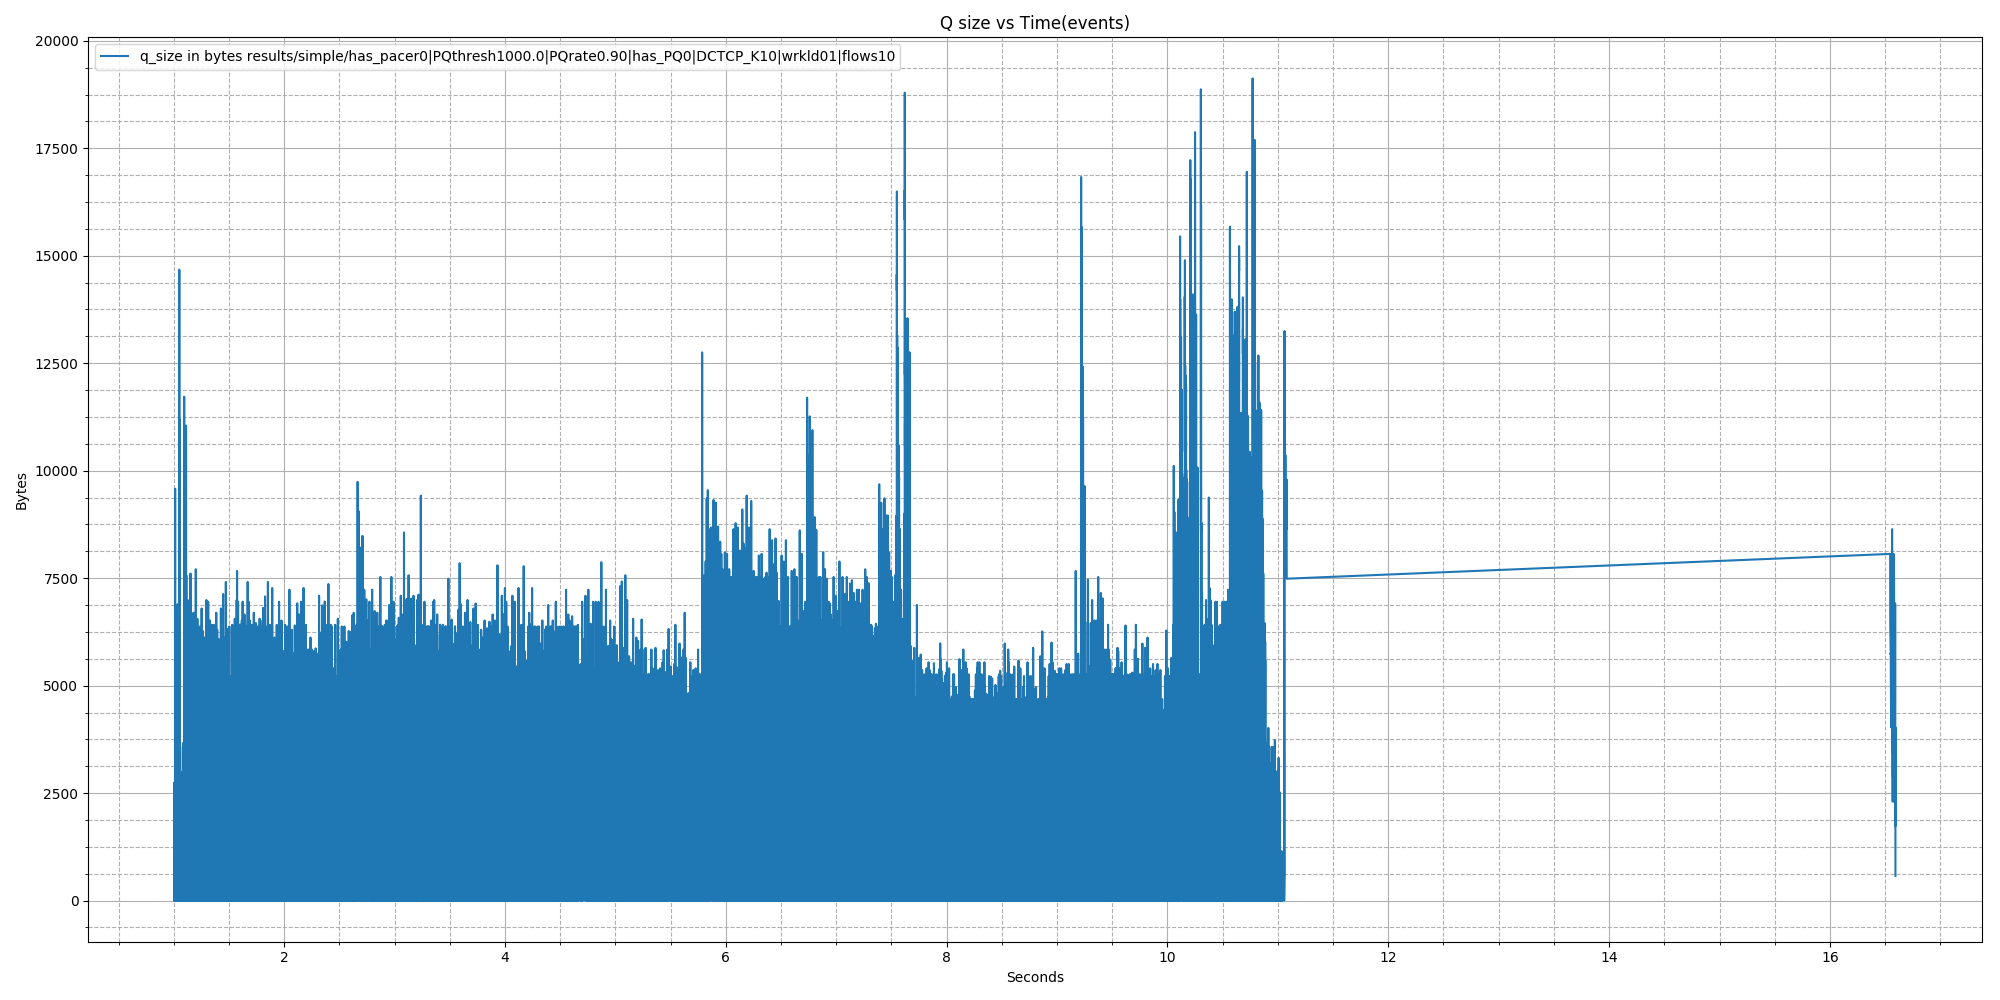 Q size vs Time(events)
q_size in bytes results/simple/has_pacer0|PQthresh1000.0|PQrate0.90|has_PQ0|DCTCP_K10|wrkld01|flows10
20000
17500
15000
12500
10000
7500
5000
2500
0
Bytes
2 4 6 8 10 12 14 16
Seconds